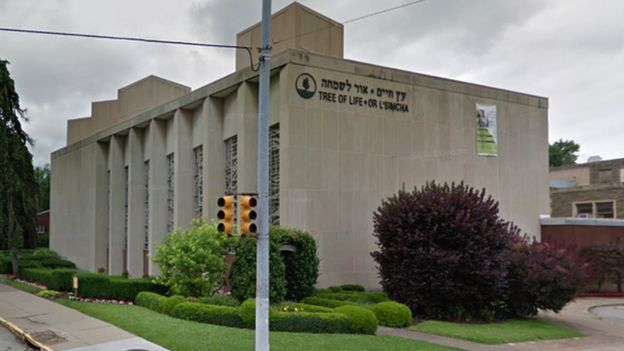 עץ חיים • אור לשמחה
TREE OF LIFE • OR L'SIMCHA